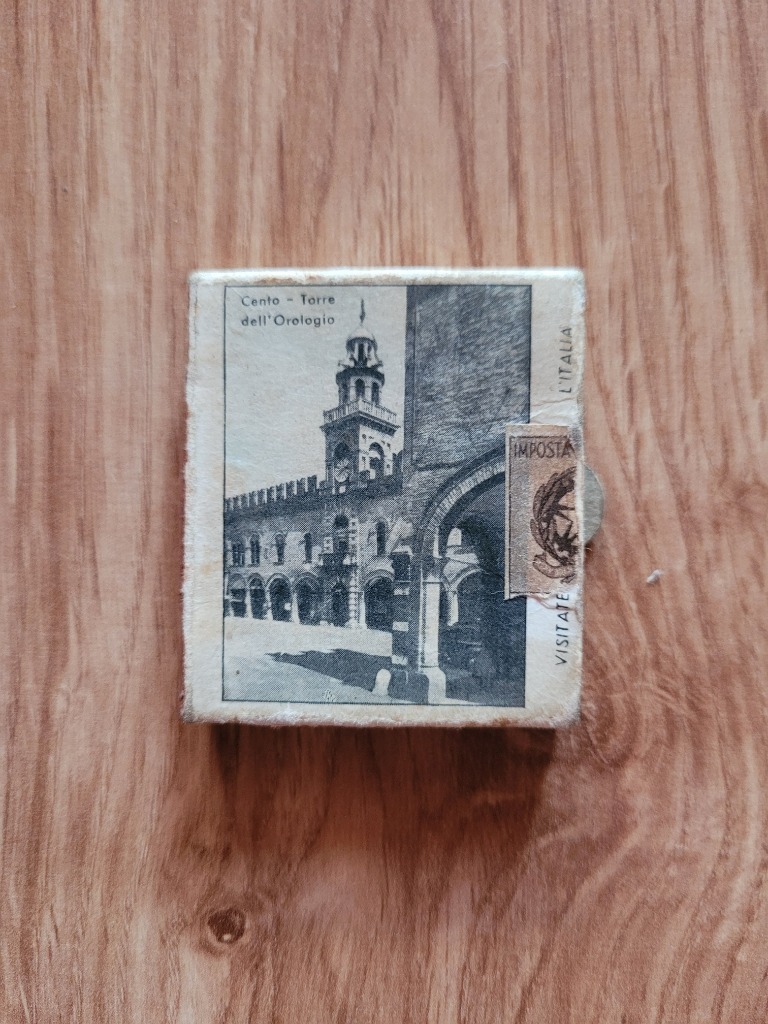 Cento - Torre
dell'Orologio
VISITATE L'ITALIA
IMPOSTA